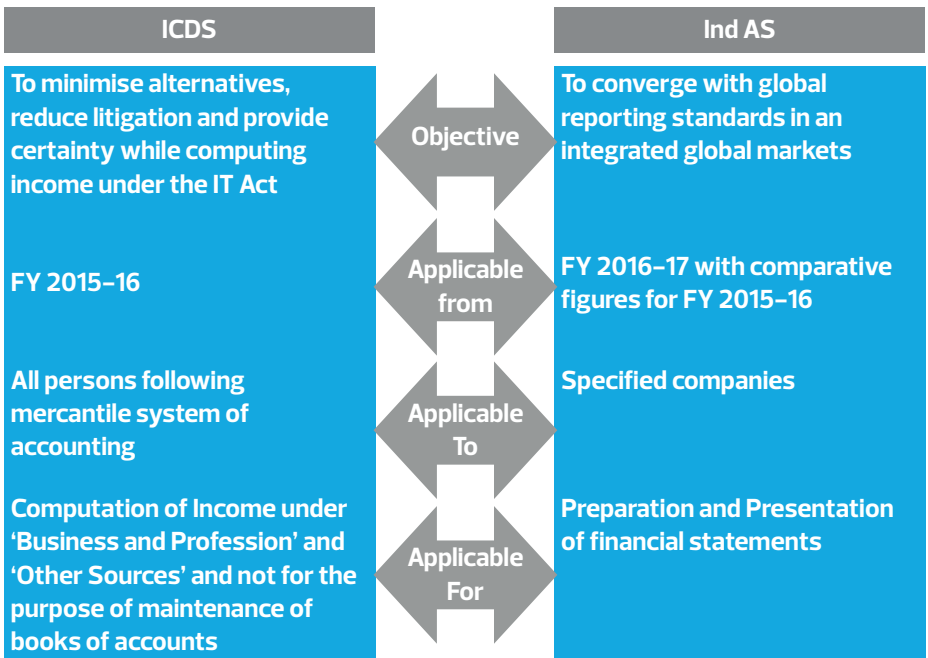 ICDS
Ind AS
To minimise alternatives,
reduce litigation and provide
certainty while computing
income under the IT Act
Objective
To converge with global
reporting standards in an
integrated global markets
FY 2015–16
Applicable
from
FY 2016–17 with comparative
figures for FY 2015–16
All persons following
mercantile system of
accounting
Applicable
To
Specified companies
Computation of Income under
‘Business and Profession’ and
‘Other Sources’ and not for the
purpose of maintenance of
books of accounts
Applicable
For
Preparation and Presentation
of financial statements